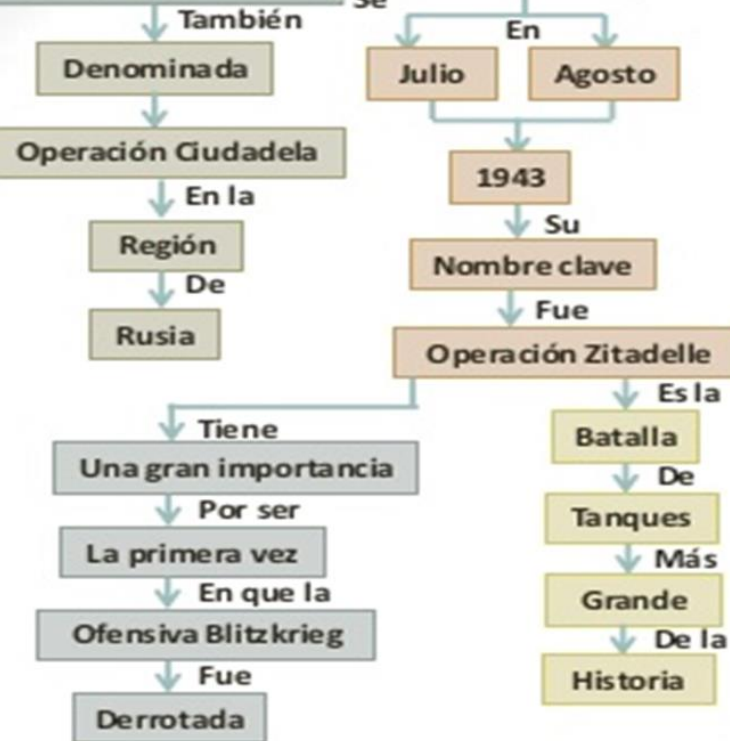 Se
También
Denominada
Operación Ciudadela
En la
Región
De
Rusia
En
Julio
Agosto
1943
Su
Nombre clave
Fue
Operación Zitadelle
Tiene
Una gran importancia
Por ser
La primera vez
En que la
Ofensiva Blitzkrieg
Fue
Derrotada
Es la
Batalla
De
Tanques
Más
Grande
De la
Historia